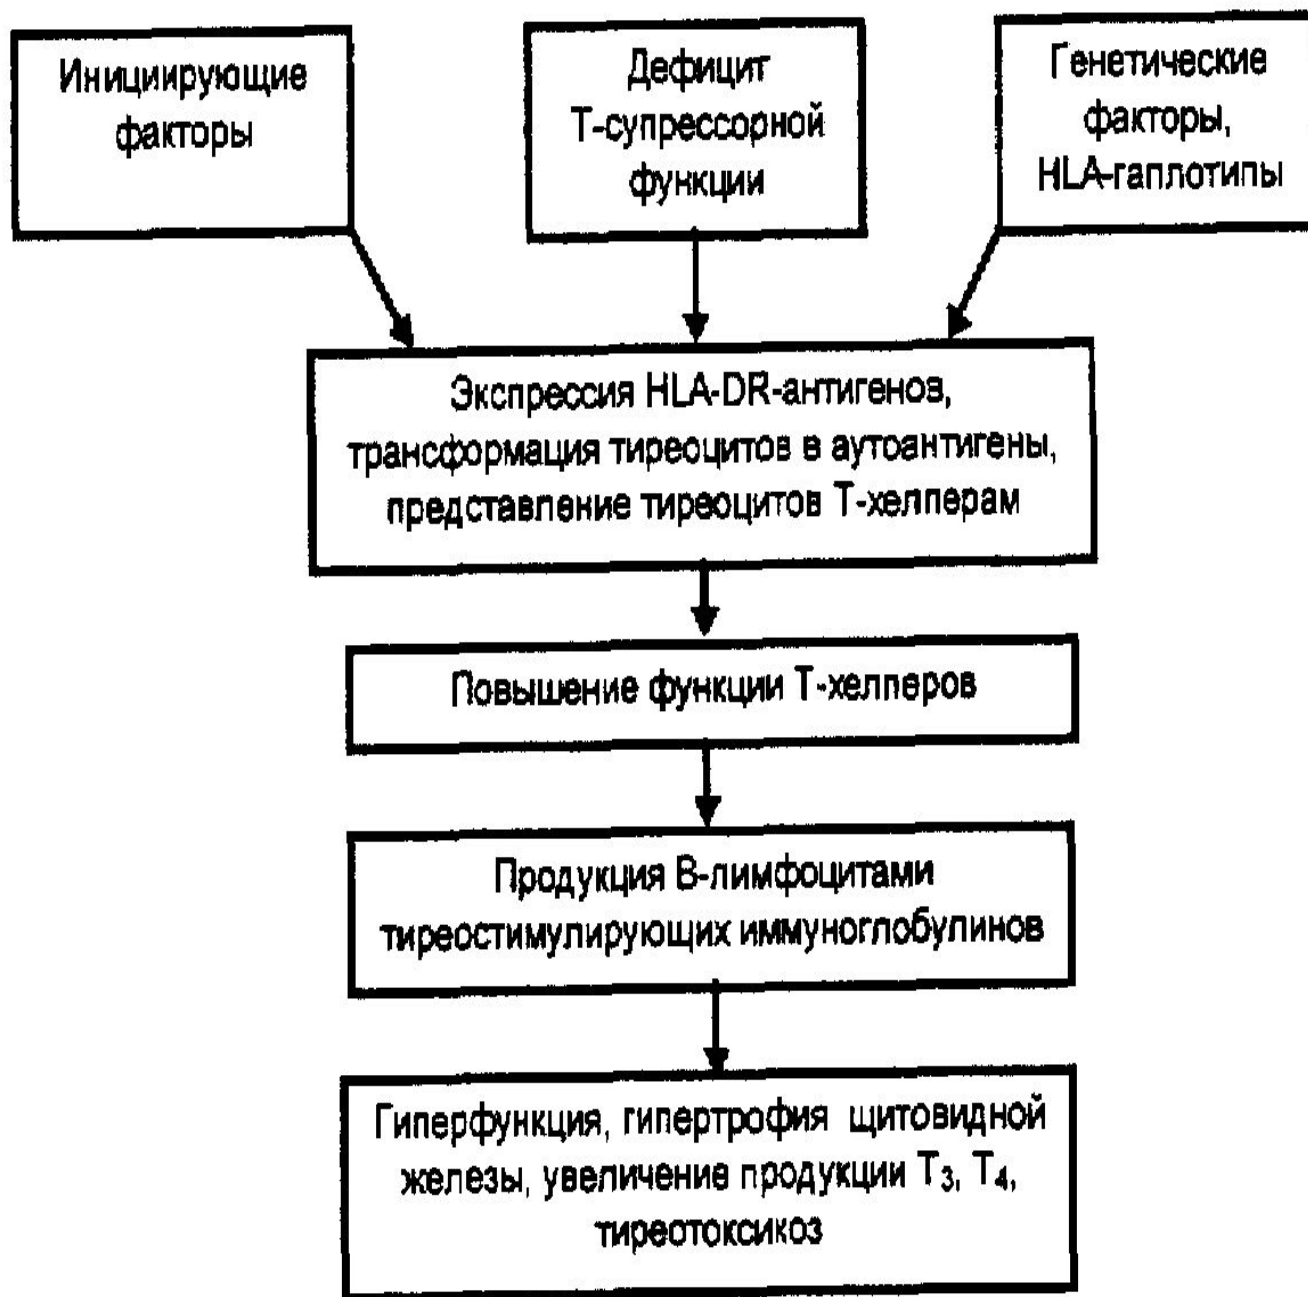 Инициирующие
факторы
Дефицит
Т-супрессорной
функции
Генетические
факторы,
HLA-гаплотипы
Экспрессия HLA-DR-антигенов,
трансформация тиреоцитов в аутоантигены,
представление тиреоцитов Т-хелперам
Повышение функции Т-хелперов
Продукция В-лимфоцитами
тиреостимулирующих иммуноглобулинов
Гиперфункция, гипертрофия щитовидной
железы, увеличение продукции Т₃, Т₄,
тиреотоксикоз